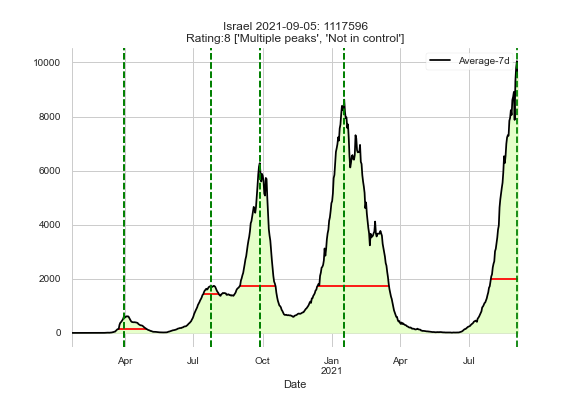 Israel 2021-09-05: 1117596
Rating:8 ['Multiple peaks', 'Not in control']
Average-7d
10000
8000
6000
4000
2000
0
Apr
Jul
Oct
Jan
2021
Apr
Jul
Date